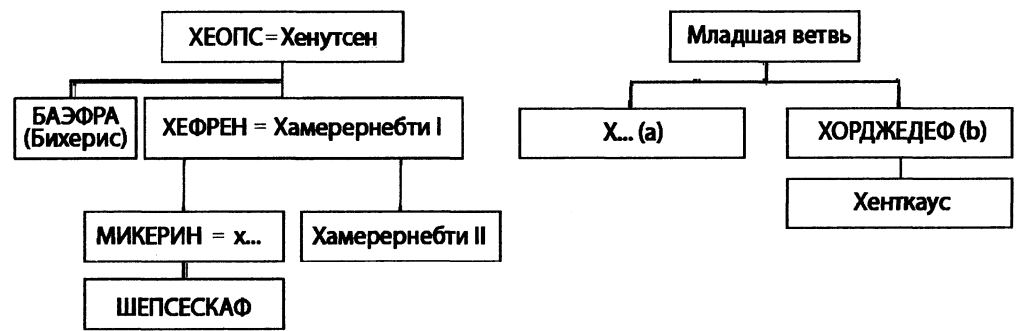 ХЕОПС = Хенутсен
БАЭФРА
(Бихерис)
ХЕФРЕН = Хамерернебти I
МИКЕРИН = х...
Хамерернебти II
ШЕПСЕСКАФ
Младшая ветвь
Х... (a)
ХОРДЖЕДЕФ (b)
Хенткаус